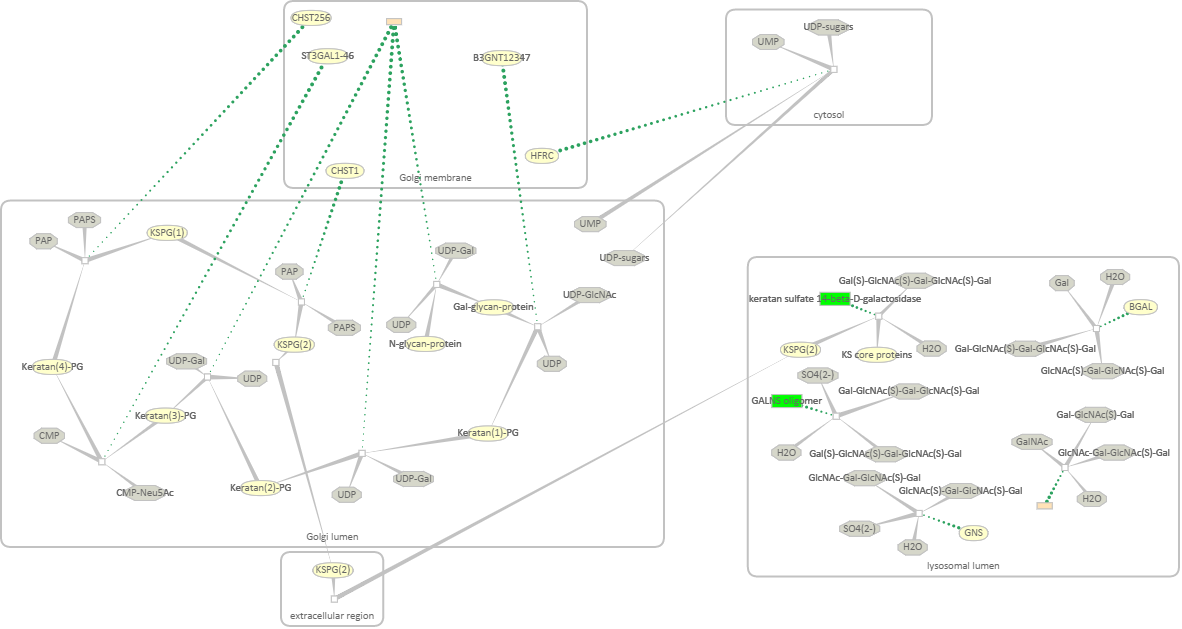 CHST256
ST3GAL1-46
B3GNT12347
CHST1
HFRC
Golgi membrane
UDP-sugars
UMP
cytosol
PAPS
PAP
KSPG(1)
UMP
UDP-sugars
UDP-Gal
PAP
PAPS
UDP-GlcNAc
Gal-glycan-protein
UDP
N-glycan-protein
KSPG(2)
UDP
Keratan(4)-PG
UDP-Gal
UDP
Keratan(3)-PG
CMP
Keratan(1)-PG
CMP-Neu5Ac
Keratan(2)-PG
UDP
UDP-Gal
Golgi lumen
KSPG(2)
extracellular region
Gal(S)-GlcNAc(S)-Gal-GlcNAc(S)-Gal
keratan sulfate 14-beta-D-galactosidase
KSPG(2)
KS core proteins
H2O
Gal
H2O
BGAL
Gal-GlcNAc(S)-Gal-GlcNAc(S)-Gal
GlcNAc(S)-Gal-GlcNAc(S)-Gal
SO4(2-)
Gal-GlcNAc(S)-Gal-GlcNAc(S)-Gal
GALNS oligomer
H2O
Gal(S)-GlcNAc(S)-Gal-GlcNAc(S)-Gal
Gal-GlcNAc(S)-Gal
GalNAc
GlcNAc-Gal-GlcNAc(S)-Gal
H2O
GlcNAc-Gal-GlcNAc(S)-Gal
GlcNAc(S)-Gal-GlcNAc(S)-Gal
SO4(2-)
H2O
GNS
lysosomal lumen